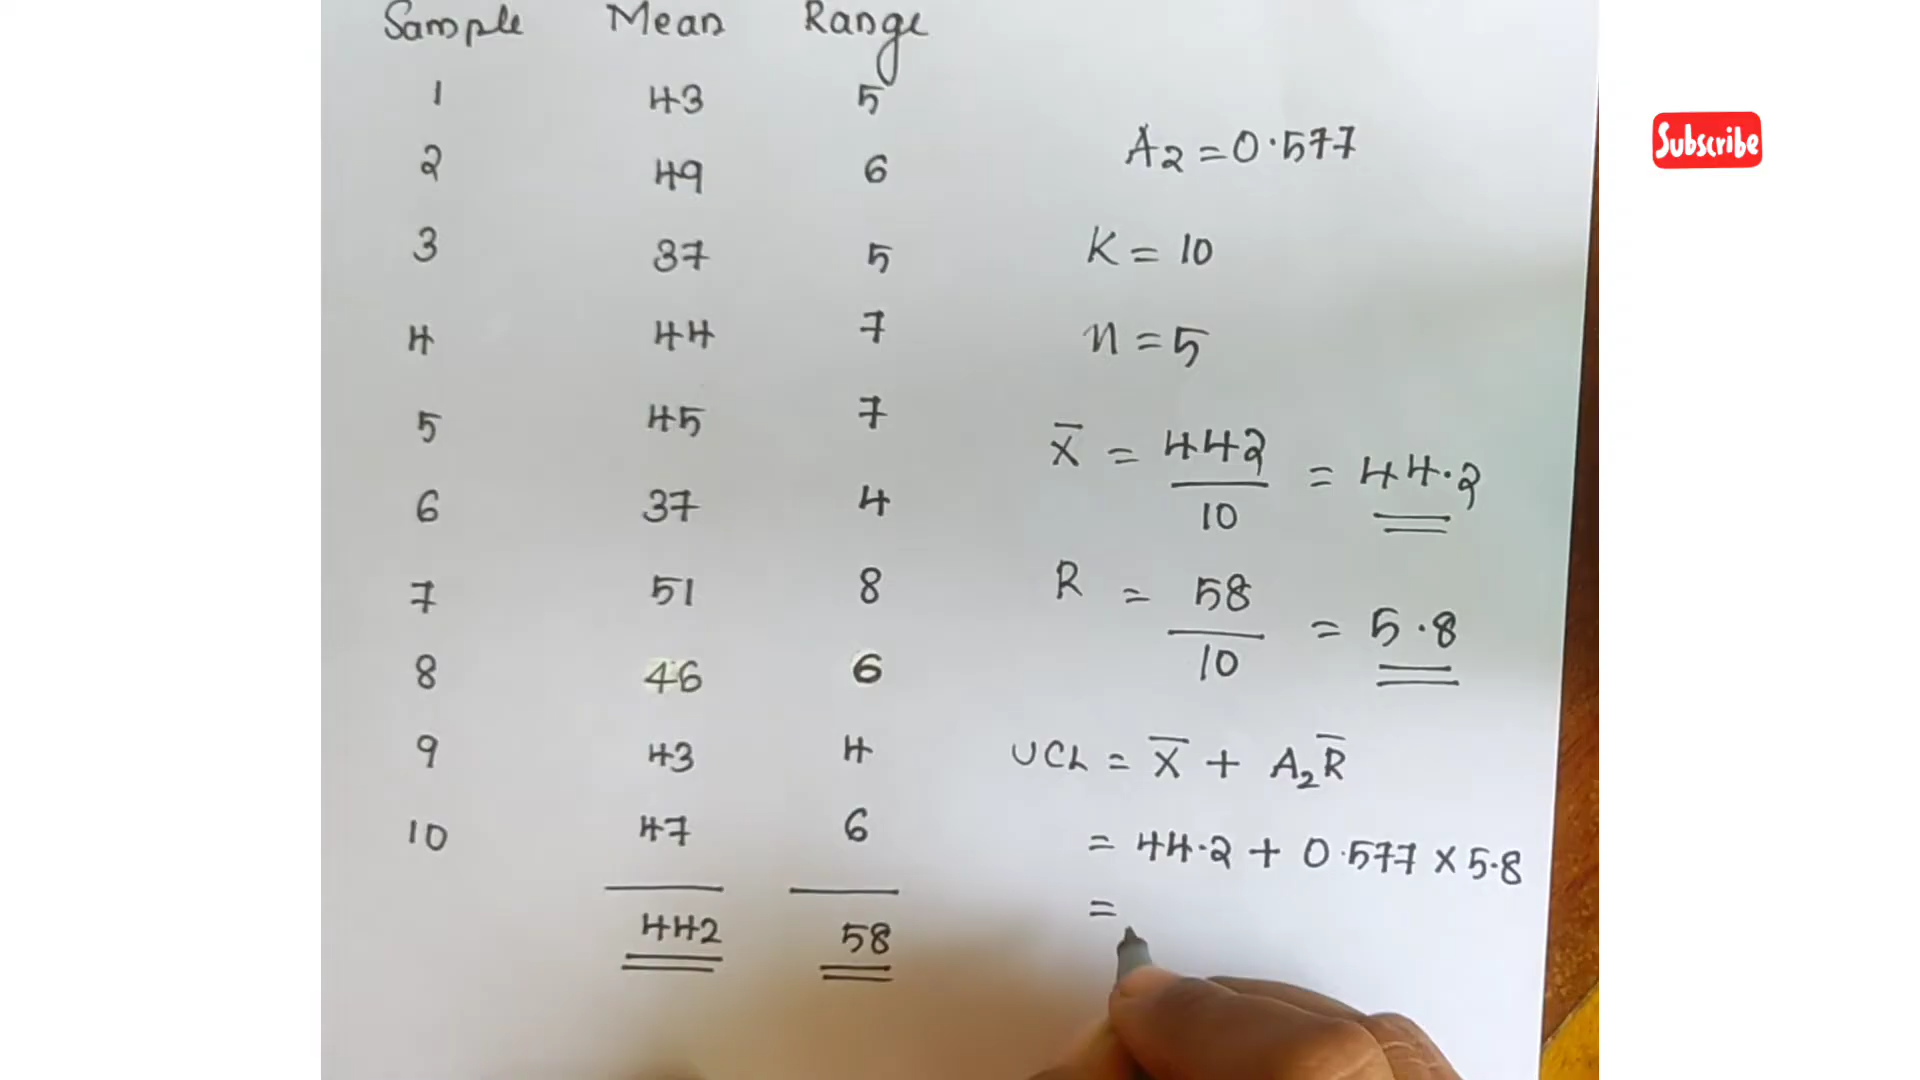 Sample Mean Range
1 43 5
2 49 6
3 37 5
4 44 7
5 45 7
6 37 4
7 51 8
8 46 6
9 43 4
10 47 6
442 58
A2 = 0.577
K = 10
n = 5
X̄ = 442/10 = 44.2
R = 58/10 = 5.8
UCL = X̄ + A2R̄
= 44.2 + 0.577 × 5.8
=
Subscribe